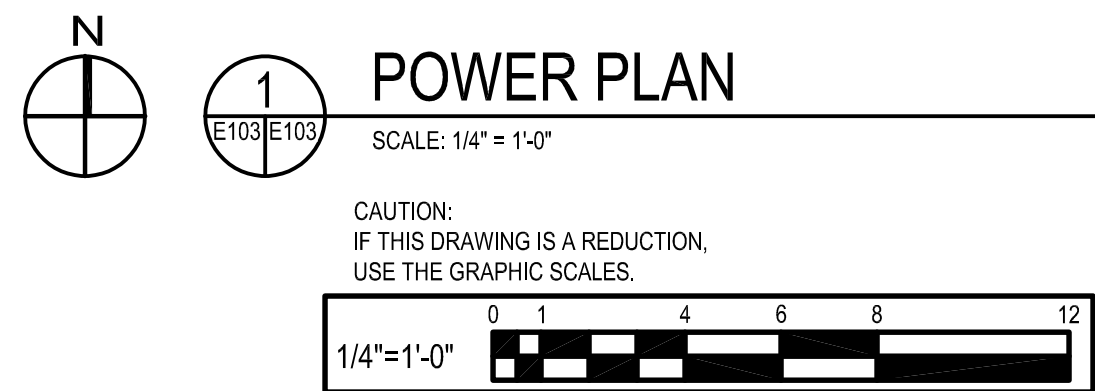 N
1
E103 E103
POWER PLAN
SCALE: 1/4" = 1'-0"
CAUTION:
IF THIS DRAWING IS A REDUCTION,
USE THE GRAPHIC SCALES.
0 1 4 6 8 12
1/4"=1'-0"